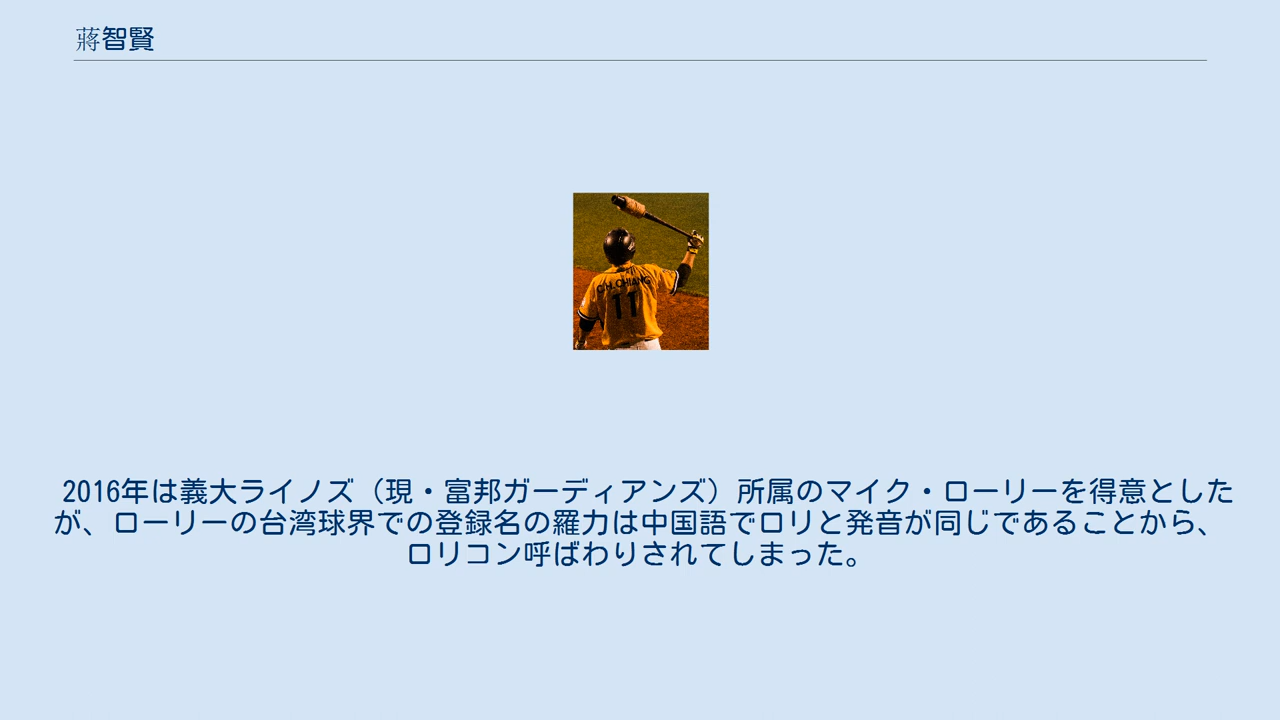 蔣智賢
C.H. CHIANG
11
2016年は義大ライノズ（現・富邦ガーディアンズ）所属のマイク・ローリーを得意とした
が、ローリーの台湾球界での登録名の羅力は中国語でロリと発音が同じであることから、
ロリコン呼ばわりされてしまった。